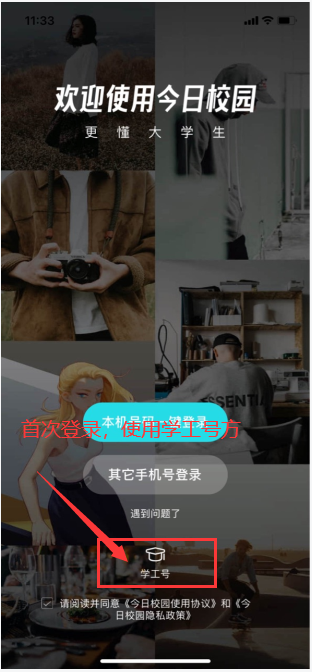 11:33
欢迎使用今日校园
更懂大学生
本机号码一键登录
首次登录，使用学工号方
其它手机号登录
遇到问题了
学工号
请阅读并同意《今日校园使用协议》和《今
日校园隐私政策》